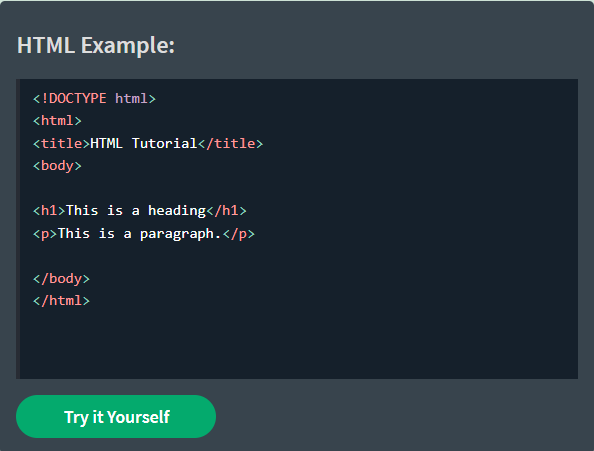 HTML Example:
<!DOCTYPE html>
<html>
<title>HTML Tutorial</title>
<body>
<h1>This is a heading</h1>
<p>This is a paragraph.</p>
</body>
</html>
Try it Yourself